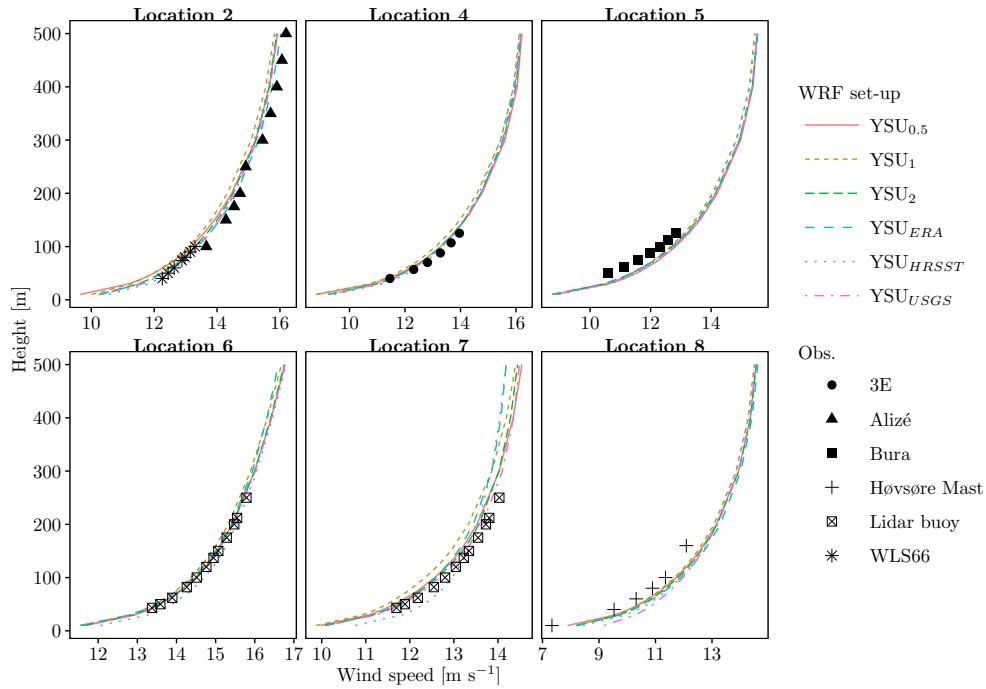 Location 2
Location 4
Location 5
500
400
300
200
100
0
10
12
14
16
10
12
14
16
10
12
14
Location 6
Location 7
Location 8
500
400
300
200
100
0
12
13
14
15
16
17
10
11
12
13
14
7
9
11
13
Height [m]
Wind speed [m s⁻¹]
WRF set-up
YSU₀.₅
YSU₁
YSU₂
YSU_ERA
YSU_HRSST
YSU_USGS
Obs.
3E
Alizé
Bura
Høvsøre Mast
Lidar buoy
WLS66